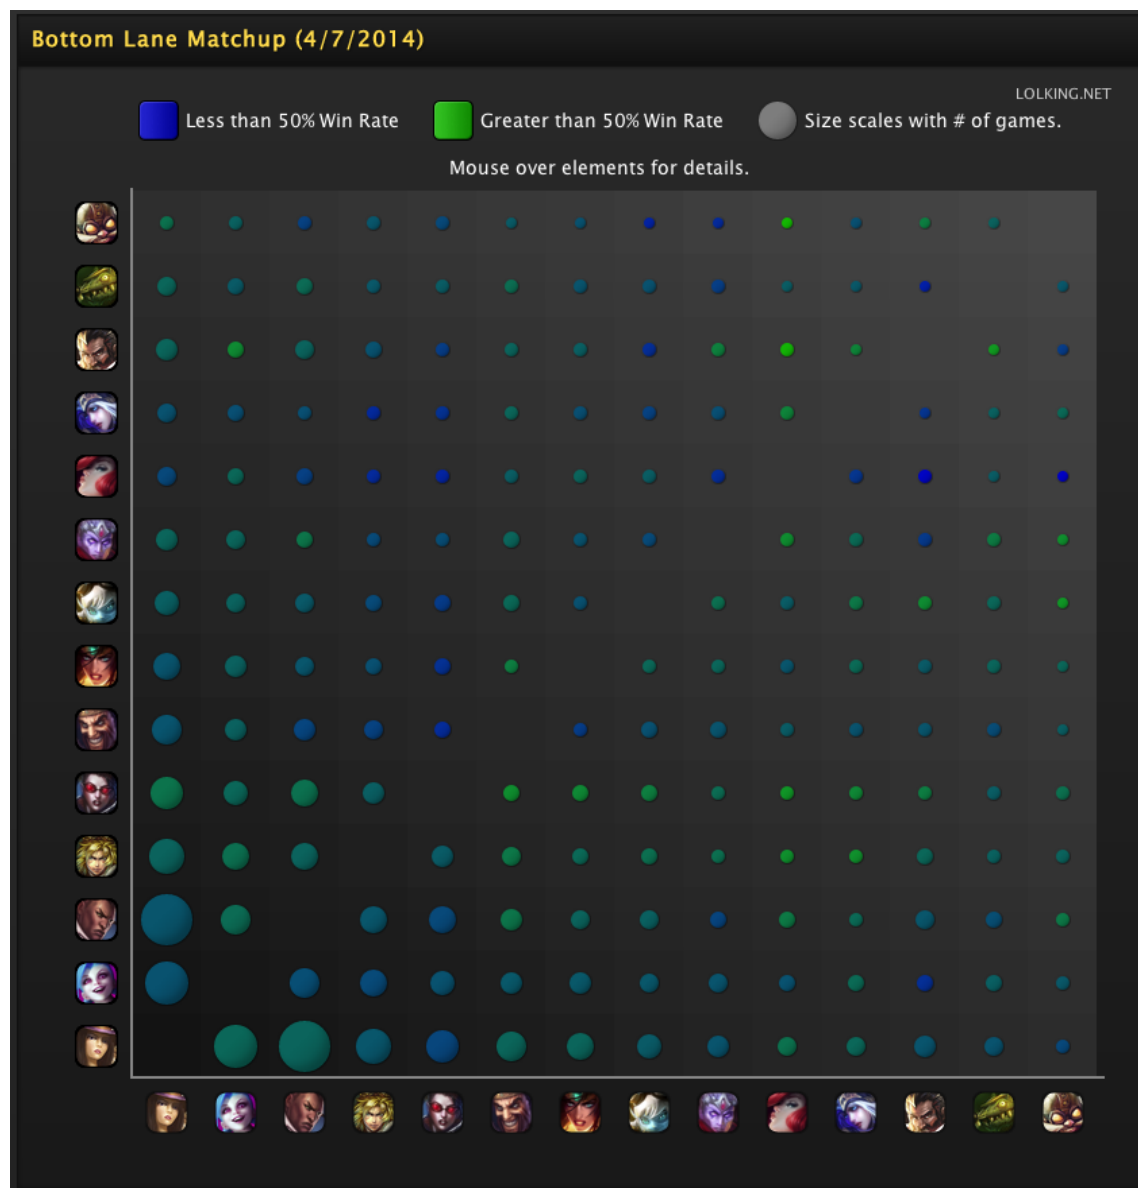 Bottom Lane Matchup (4/7/2014)
LOLKING.NET
Less than 50% Win Rate
Greater than 50% Win Rate
Size scales with # of games.
Mouse over elements for details.